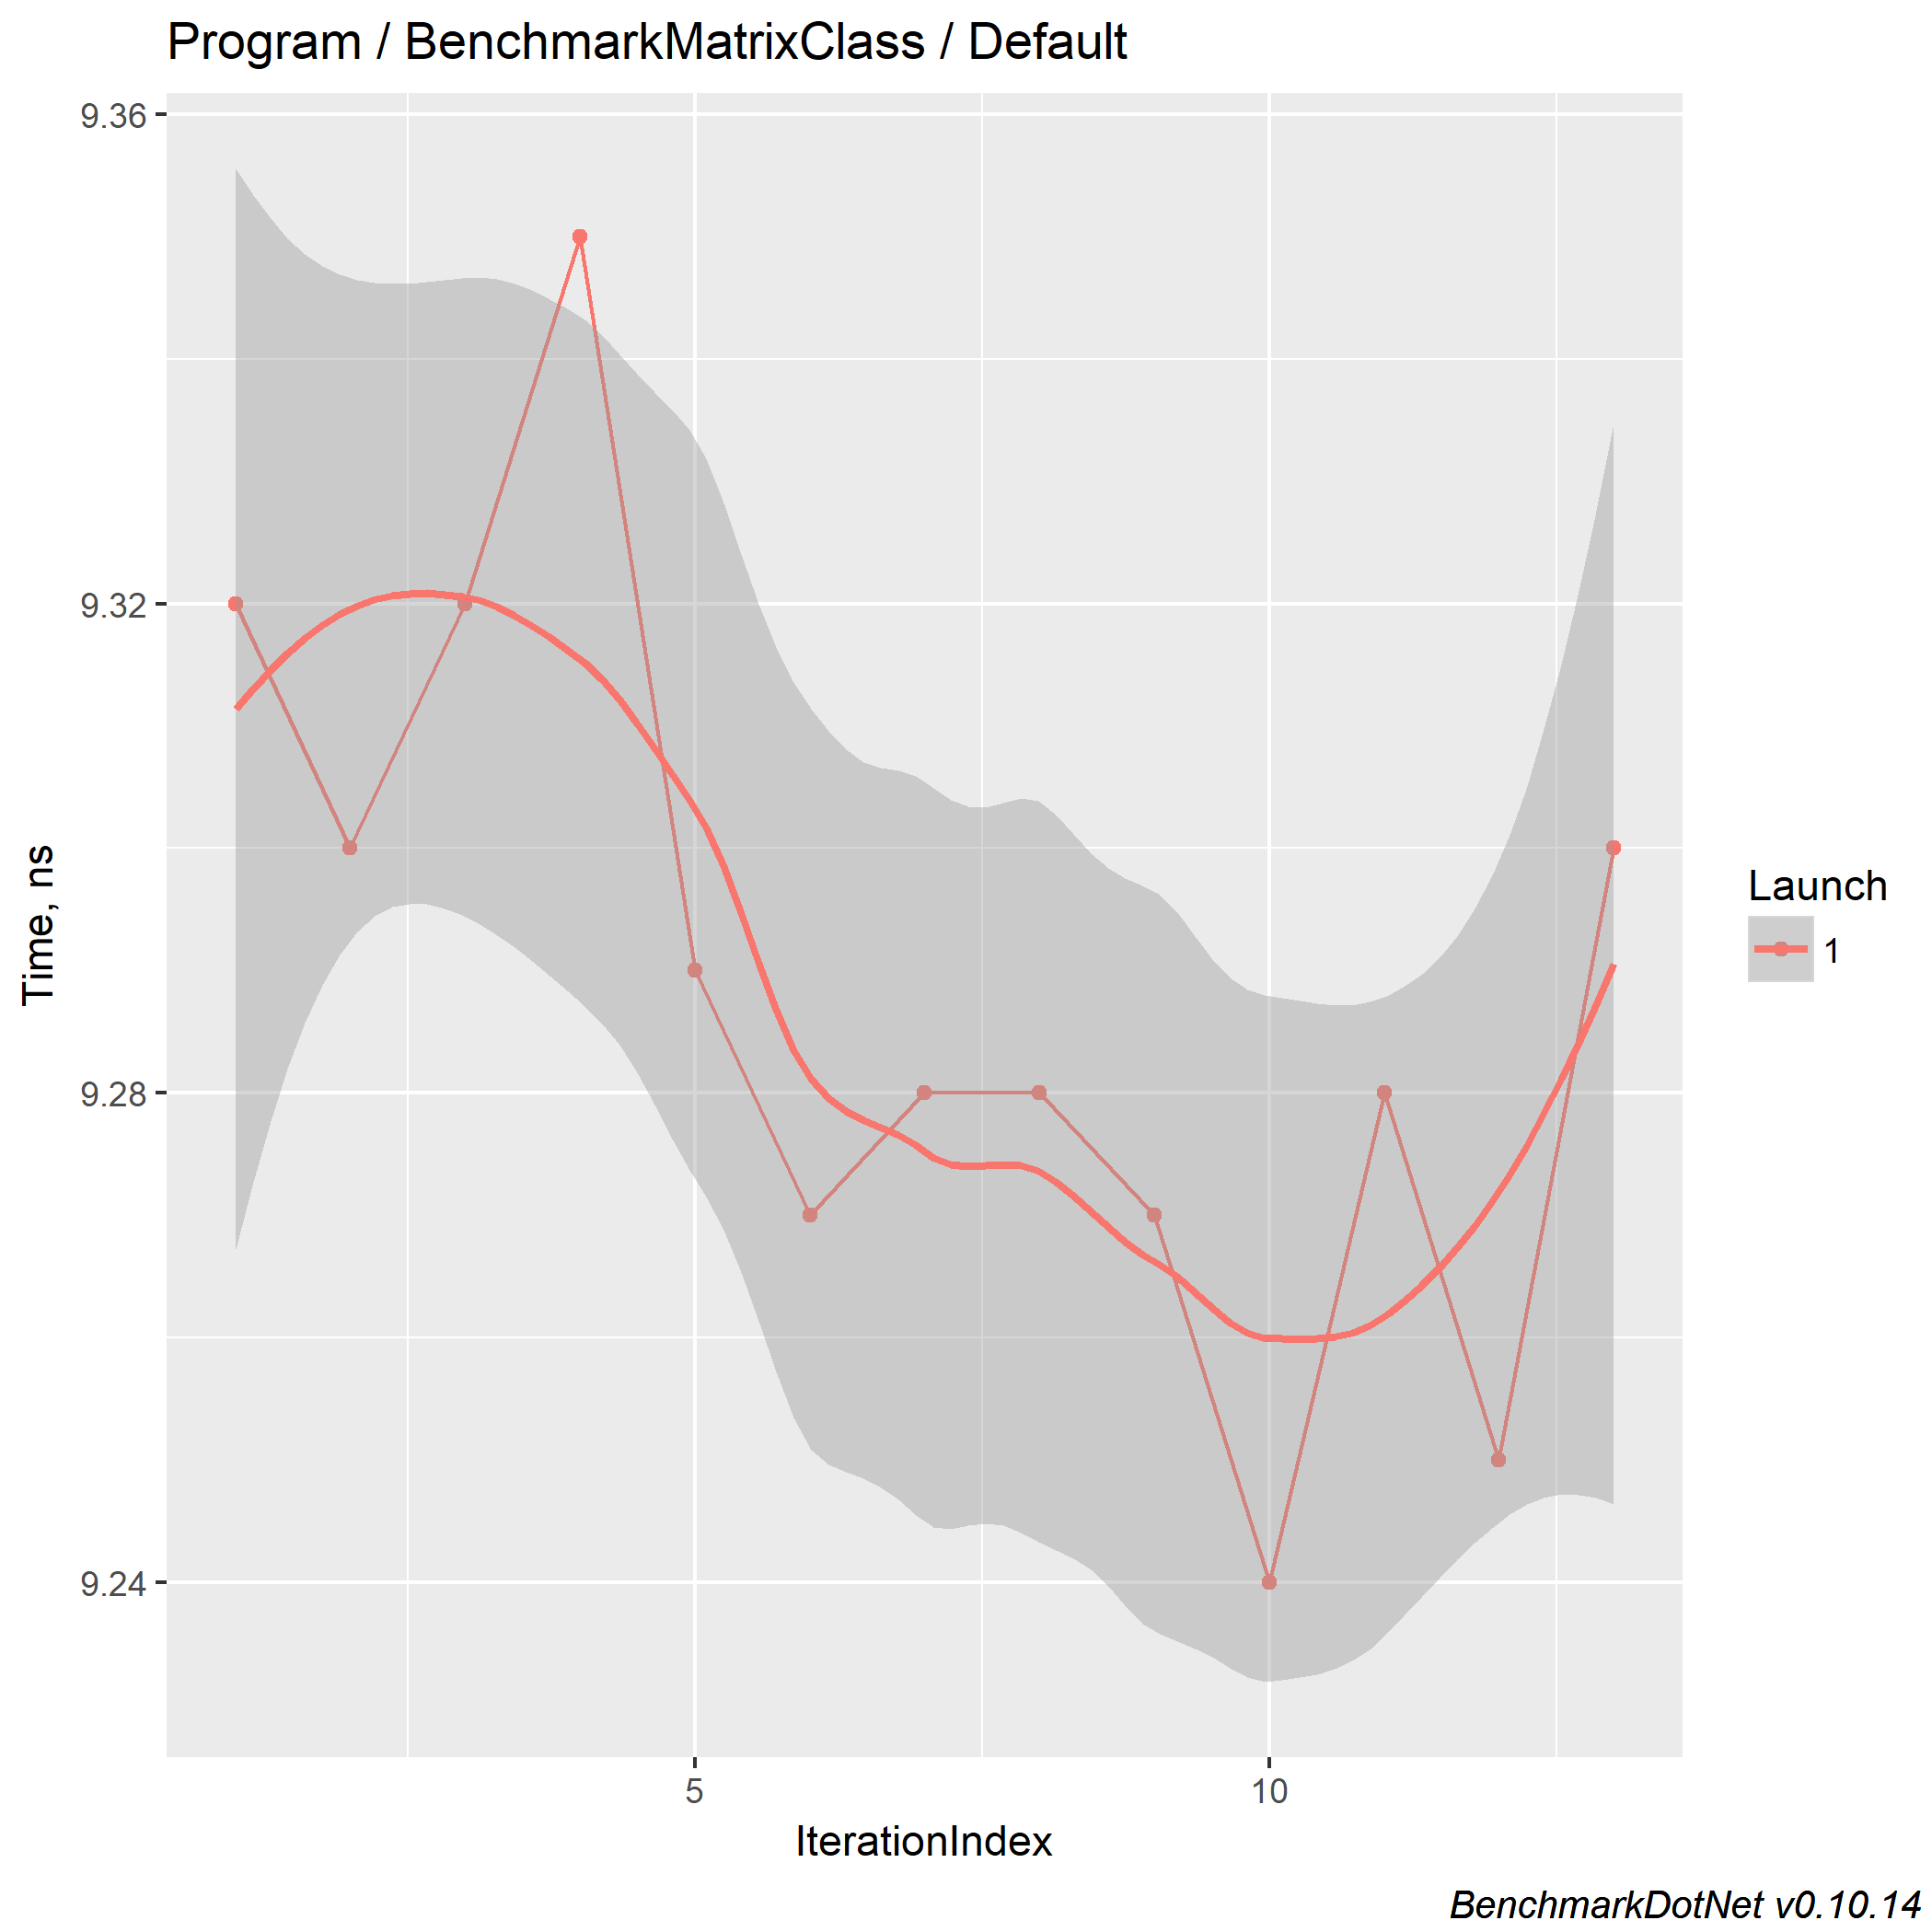 Program / BenchmarkMatrixClass / Default
9.36
9.32
9.28
9.24
Time, ns
5
10
IterationIndex
Launch
1
BenchmarkDotNet v0.10.14